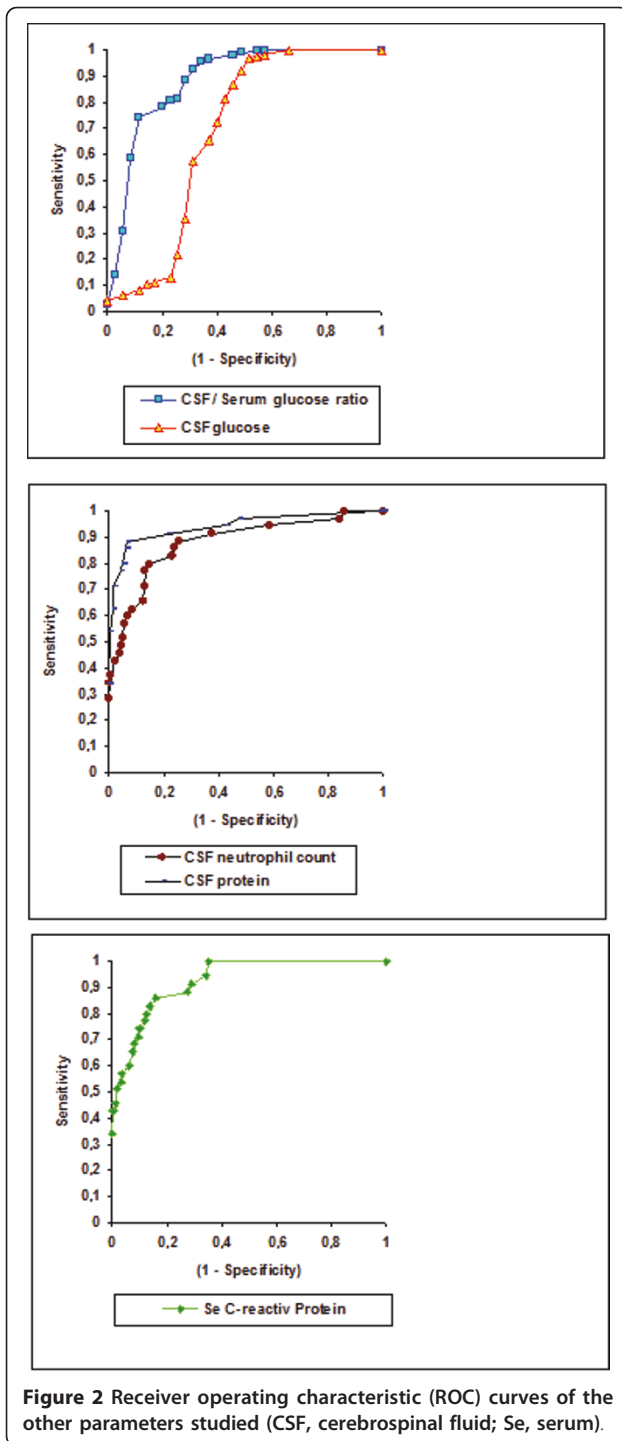 1
0,9
0,8
0,7
0,6
0,5
0,4
0,3
0,2
0,1
0
Sensitivity
0 0,2 0,4 0,6 0,8 1
(1 - Specificity)
CSF/ Serum glucose ratio
CSF glucose
1
0,9
0,8
0,7
0,6
0,5
0,4
0,3
0,2
0,1
0
Sensitivity
0 0,2 0,4 0,6 0,8 1
(1 - Specificity)
CSF neutrophil count
CSF protein
1
0,9
0,8
0,7
0,6
0,5
0,4
0,3
0,2
0,1
0
Sensitivity
0 0,2 0,4 0,6 0,8 1
(1 - Specificity)
Se C-reactiv Protein
Figure 2 Receiver operating characteristic (ROC) curves of the
other parameters studied (CSF, cerebrospinal fluid; Se, serum).